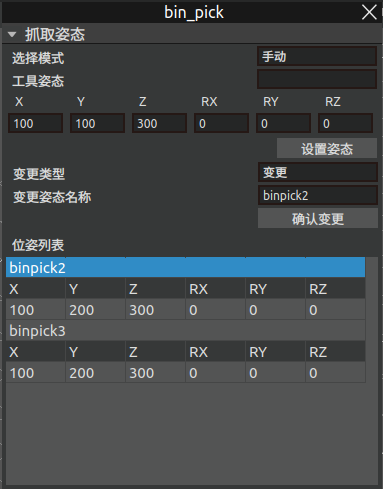 bin_pick
抓取姿态
选择模式 手动
工具姿态
X Y Z RX RY RZ
100 100 300 0 0 0
设置姿态
变更类型 变更
变更姿态名称 binpick2
确认变更
位姿列表
binpick2
X Y Z RX RY RZ
100 200 300 0 0 0
binpick3
X Y Z RX RY RZ
100 200 300 0 0 0